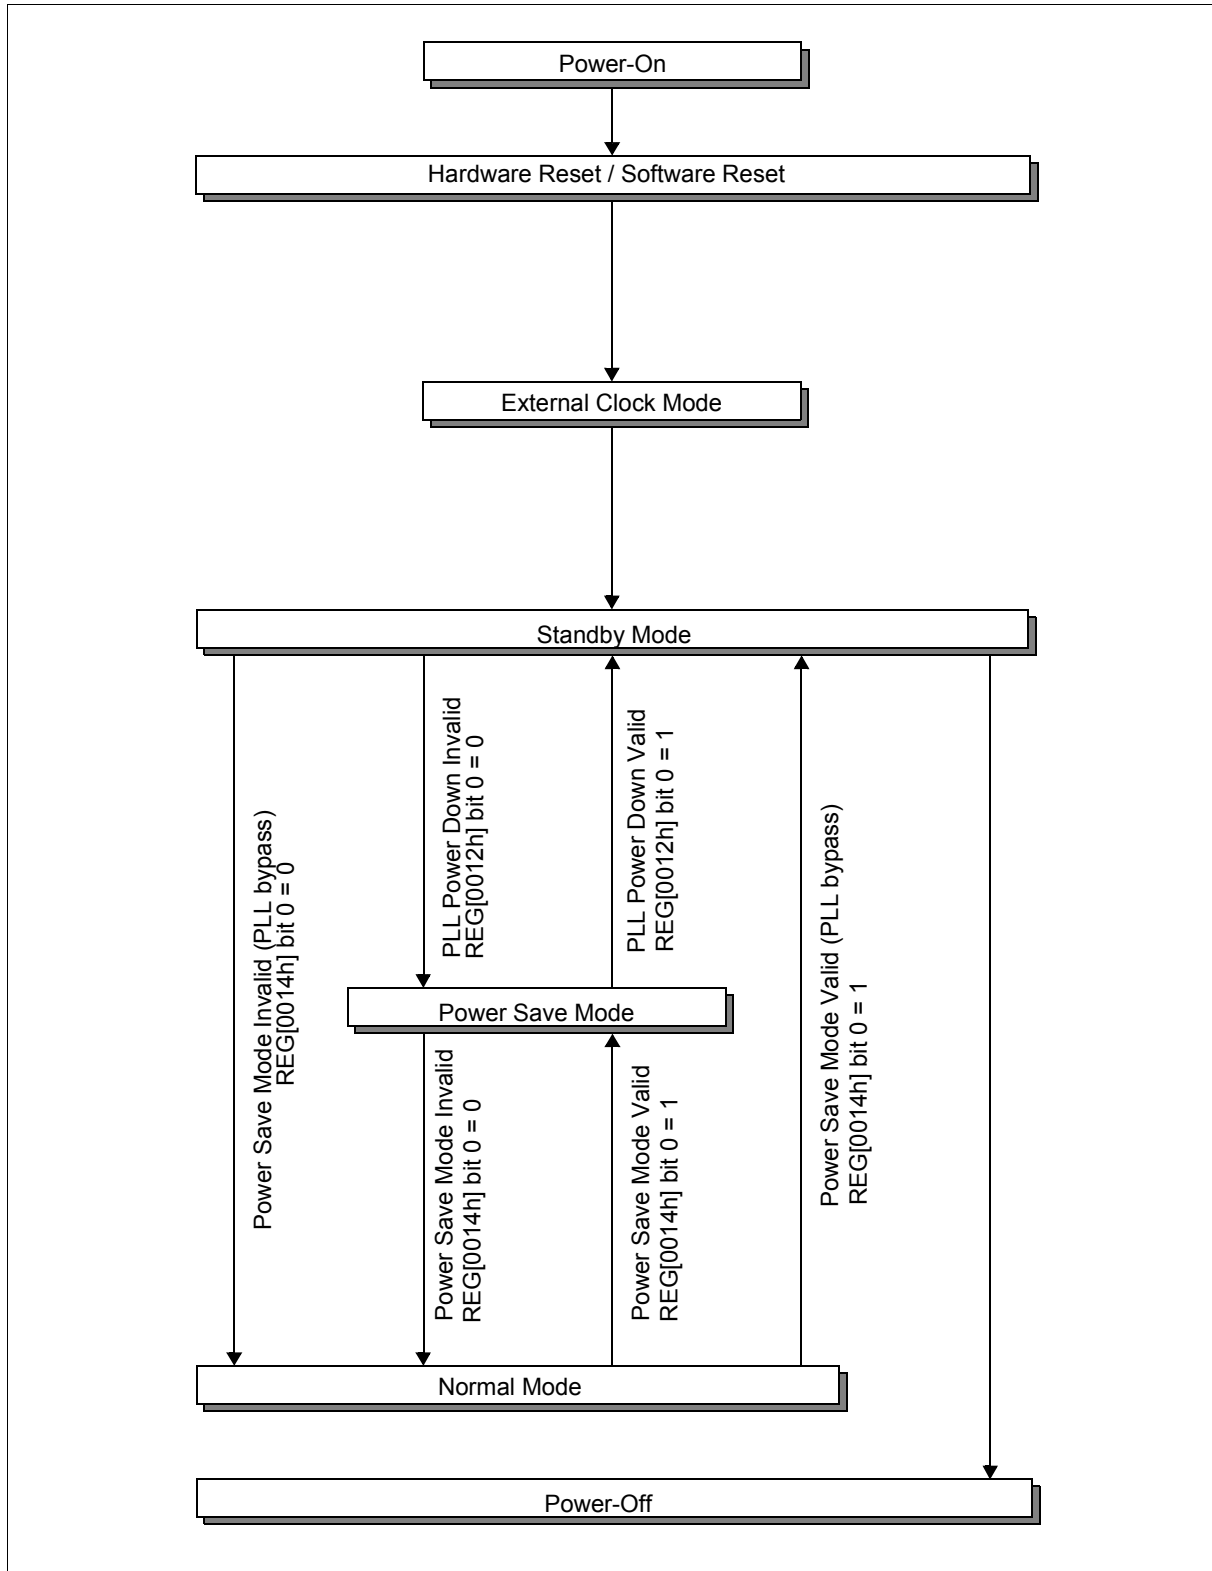 Power-On
Hardware Reset / Software Reset
External Clock Mode
Standby Mode
Power Save Mode Invalid (PLL bypass)
REG[0014h] bit 0 = 0
PLL Power Down Invalid
REG[0012h] bit 0 = 0
PLL Power Down Valid
REG[0012h] bit 0 = 1
Power Save Mode Valid (PLL bypass)
REG[0014h] bit 0 = 1
Power Save Mode
Power Save Mode Invalid
REG[0014h] bit 0 = 0
Power Save Mode Valid
REG[0014h] bit 0 = 1
Normal Mode
Power-Off